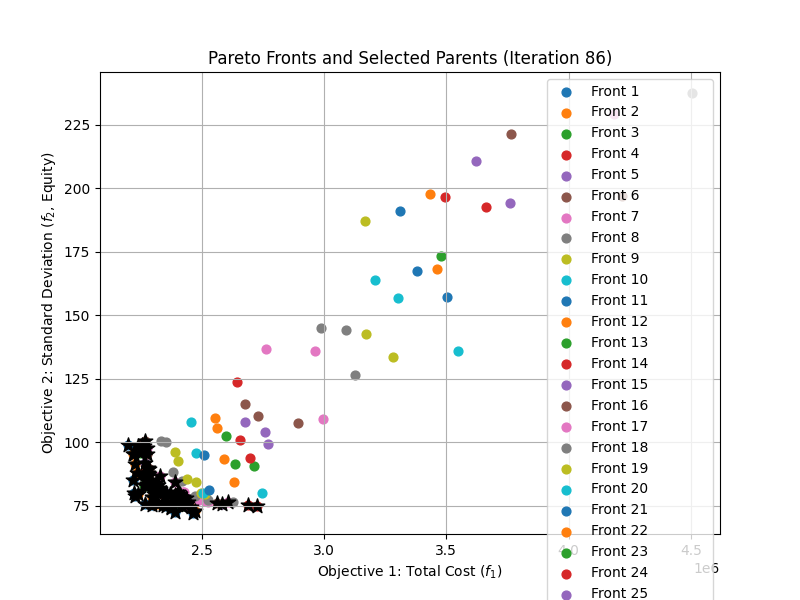 Pareto Fronts and Selected Parents (Iteration 86)
Objective 2: Standard Deviation (f₂, Equity)
225
200
175
150
125
100
75
2.5
3.0
3.5
4.0
4.5
1e6
Objective 1: Total Cost (f₁)
Front 1
Front 2
Front 3
Front 4
Front 5
Front 6
Front 7
Front 8
Front 9
Front 10
Front 11
Front 12
Front 13
Front 14
Front 15
Front 16
Front 17
Front 18
Front 19
Front 20
Front 21
Front 22
Front 23
Front 24
Front 25